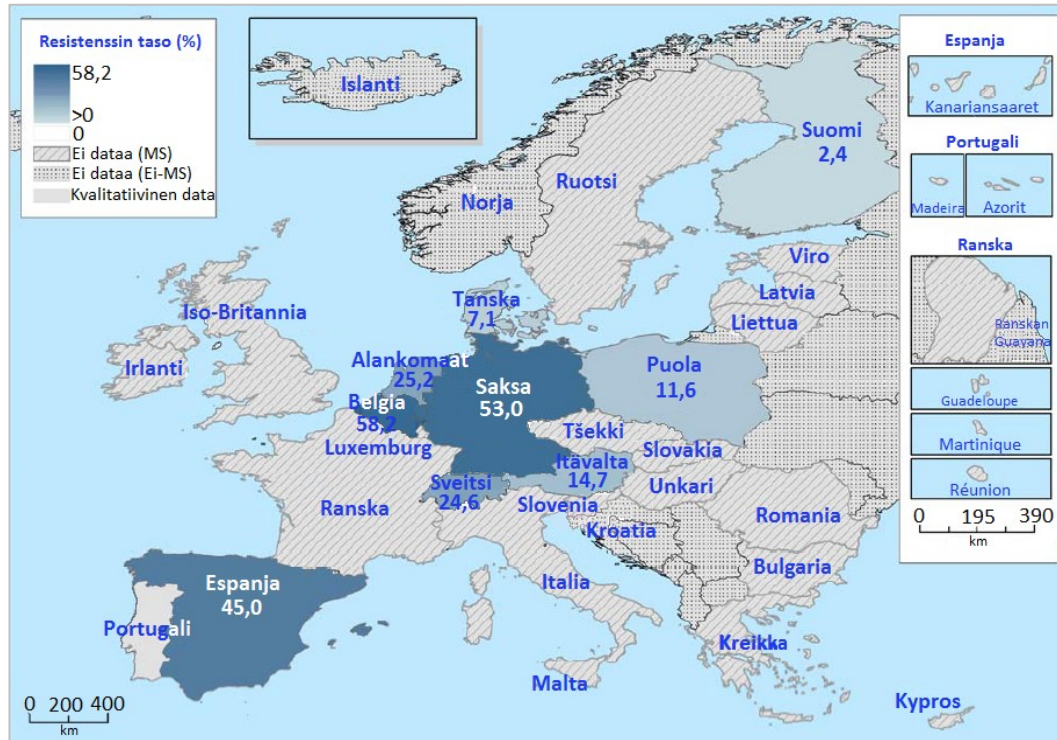 Resistenssin taso (%)
58,2
>0
0
Ei dataa (MS)
Ei dataa (Ei-MS)
Kvalitatiivinen data
Islanti
Norja
Ruotsi
Suomi
2,4
Viro
Latvia
Liettua
Tanska
7,1
Iso-Britannia
Irlanti
Alankomaat
25,2
Belgia
58,2
Luxemburg
Saksa
53,0
Puola
11,6
Tšekki
Slovakia
Itävalta
14,7
Unkari
Sveitsi
24,6
Slovenia
Ranska
Kroatia
Romania
Bulgaria
Italia
Espanja
45,0
Portugali
Kreikka
Malta
Kypros
0 200 400
km
Espanja
Kanariansaaret
Portugali
Madeira
Azorit
Ranska
Ranskan
Guayana
Guadeloupe
Martinique
Réunion
0 195 390
km